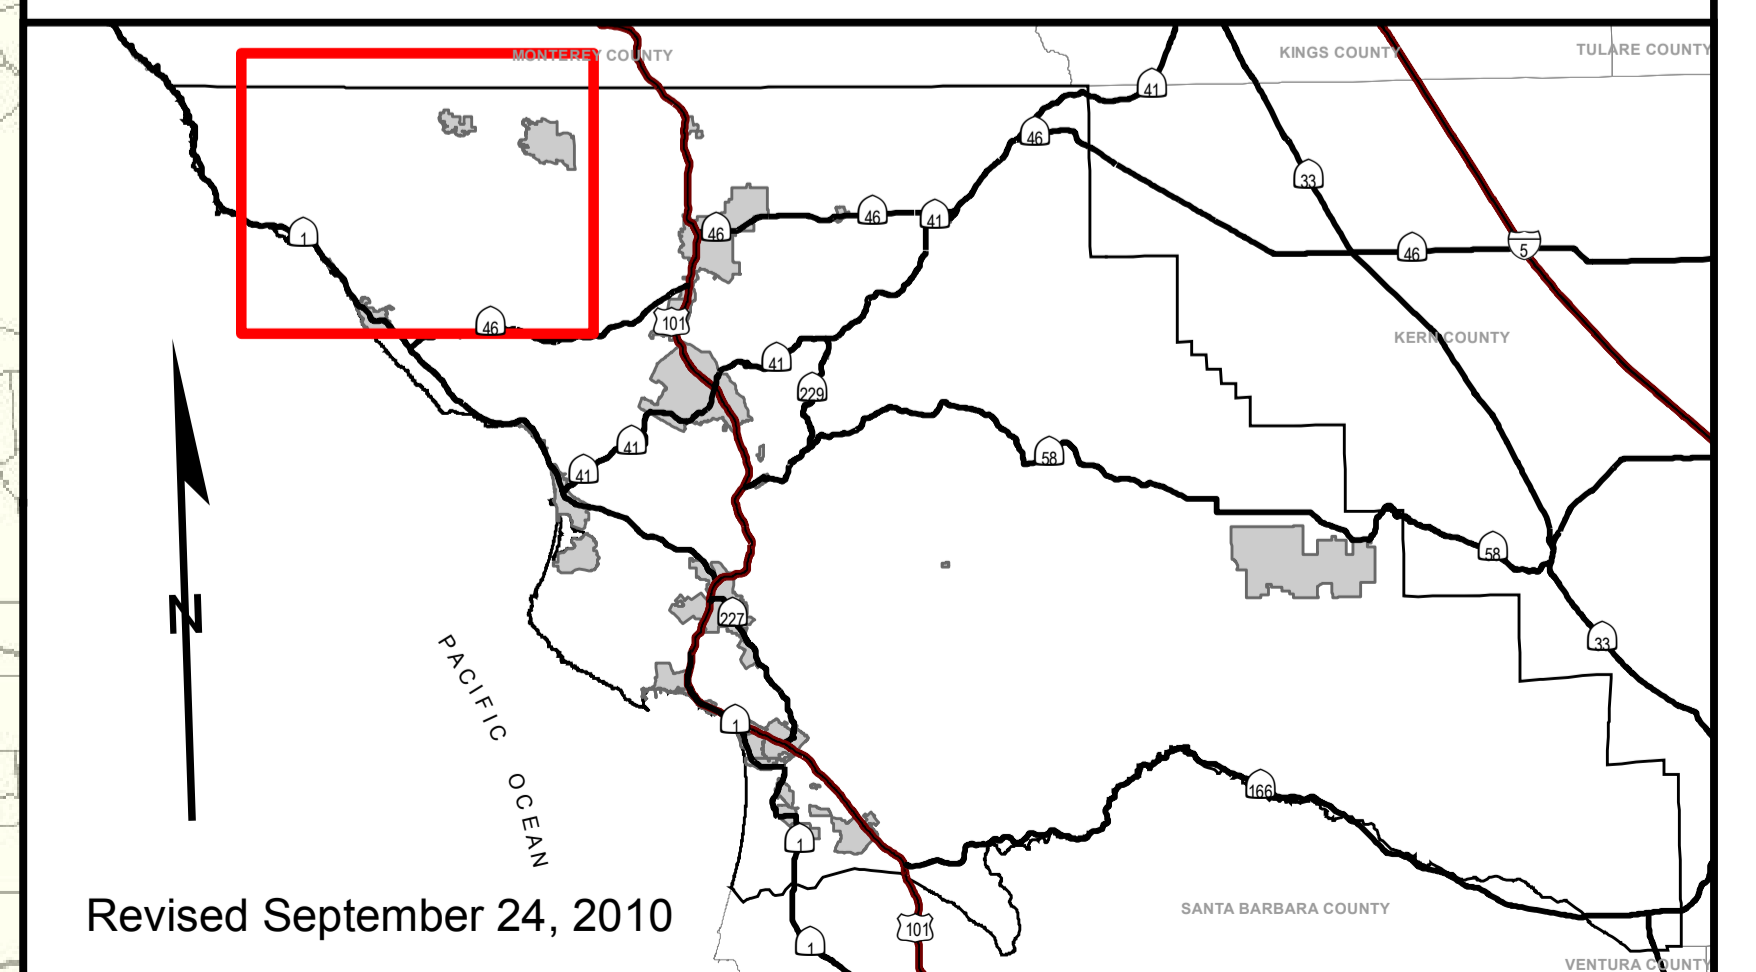 MONTEREY COUNTY
KINGS COUNTY
TULARE COUNTY
41
46
33
1
46
46
41
46
5
46
101
KERN COUNTY
41
229
41
41
58
58
227
33
N
PACIFIC OCEAN
1
166
1
Revised September 24, 2010
SANTA BARBARA COUNTY
101
1
VENTURA COUNTY